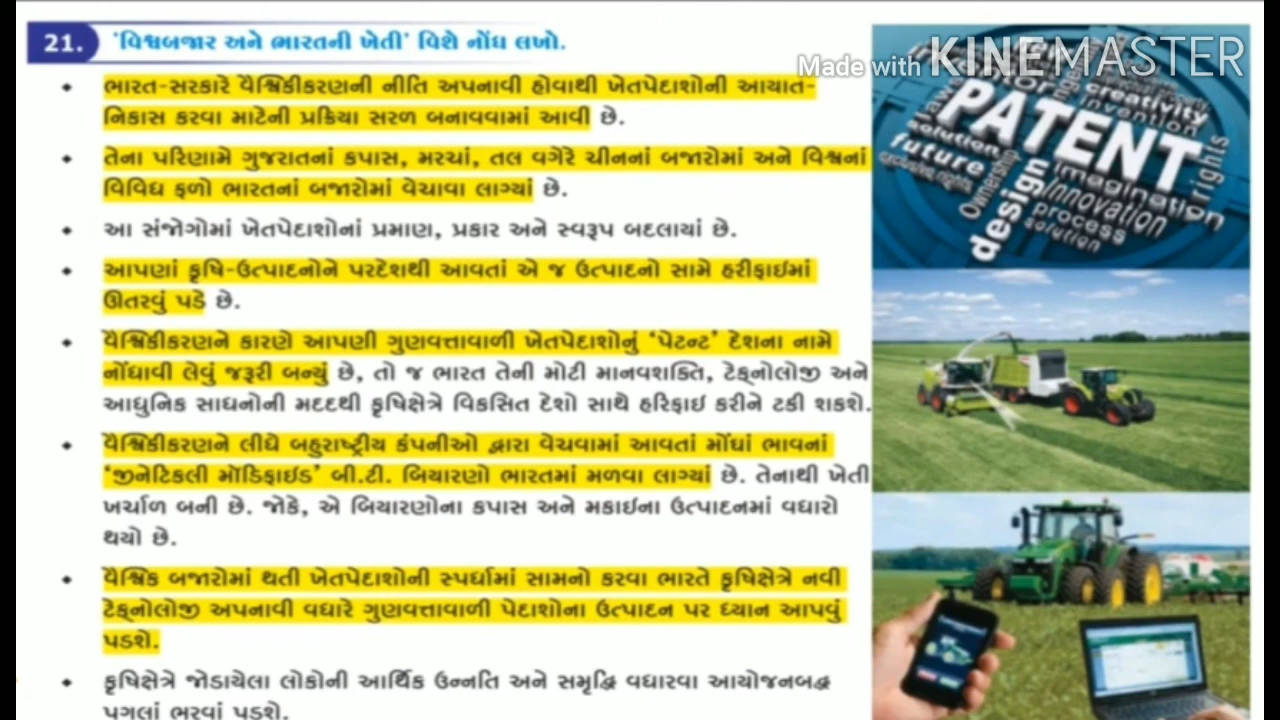 21. 'વિશ્વબજાર અને ભારતની ખેતી' વિશે નોંધ લખો.
Made with KINEMASTER
• ભારત-સરકારે વૈશ્વિકીકરણની નીતિ અપનાવી હોવાથી ખેતપેદાશોની આયાત-
નિકાસ કરવા માટેની પ્રક્રિયા સરળ બનાવવામાં આવી છે.
• તેના પરિણામે ગુજરાતનાં કપાસ, મરચાં, તલ વગેરે ચીનનાં બજારોમાં અને વિશ્વનાં
વિવિધ ફળો ભારતનાં બજારોમાં વેચાવા લાગ્યાં છે.
• આ સંજોગોમાં ખેતપેદાશોનાં પ્રમાણ, પ્રકાર અને સ્વરૂપ બદલાયાં છે.
• આપણાં કૃષિ-ઉત્પાદનોને પરદેશથી આવતાં એ જ ઉત્પાદનો સામે હરીફાઈમાં
ઊતરવું પડે છે.
• વૈશ્વિકીકરણને કારણે આપણી ગુણવત્તાવાળી ખેતપેદાશોનું 'પેટન્ટ' દેશના નામે
નોંધાવી લેવું જરૂરી બન્યું છે, તો જ ભારત તેની મોટી માનવશક્તિ, ટેક્નોલોજી અને
આધુનિક સાધનોની મદદથી કૃષિક્ષેત્રે વિકસિત દેશો સાથે હરિફાઈ કરીને ટકી શકશે.
• વૈશ્વિકીકરણને લીધે બહુરાષ્ટ્રીય કંપનીઓ દ્વારા વેચવામાં આવતાં મોંઘાં ભાવનાં
'જીનેટિકલી મૉડિફાઈડ' બી.ટી. બિયારણો ભારતમાં મળવા લાગ્યાં છે. તેનાથી ખેતી
ખર્ચાળ બની છે. જોકે, એ બિયારણોના કપાસ અને મકાઈના ઉત્પાદનમાં વધારો
થયો છે.
• વૈશ્વિક બજારોમાં થતી ખેતપેદાશોની સ્પર્ધામાં સામનો કરવા ભારતે કૃષિક્ષેત્રે નવી
ટેક્નોલોજી અપનાવી વધારે ગુણવત્તાવાળી પેદાશોના ઉત્પાદન પર ધ્યાન આપવું
પડશે.
• કૃષિક્ષેત્રે જોડાયેલા લોકોની આર્થિક ઉન્નતિ અને સમૃદ્ધિ વધારવા આયોજનબદ્ધ
પગલાં ભરવાં પડશે.
PATENT
creativity
invention
laws
solution
future
Ownership
design
imagination
innovation
process
solution
rights